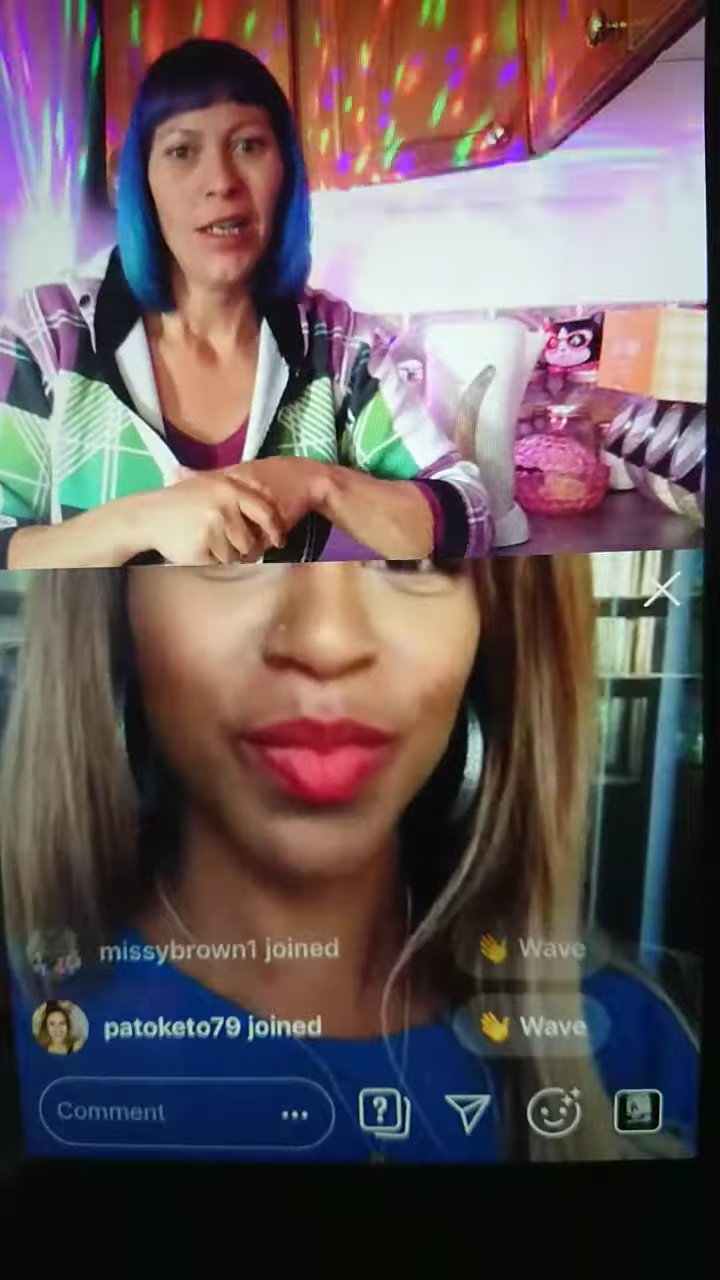 missybrown1 joined
👋 Wave
patoketo79 joined
👋 Wave
Comment
?